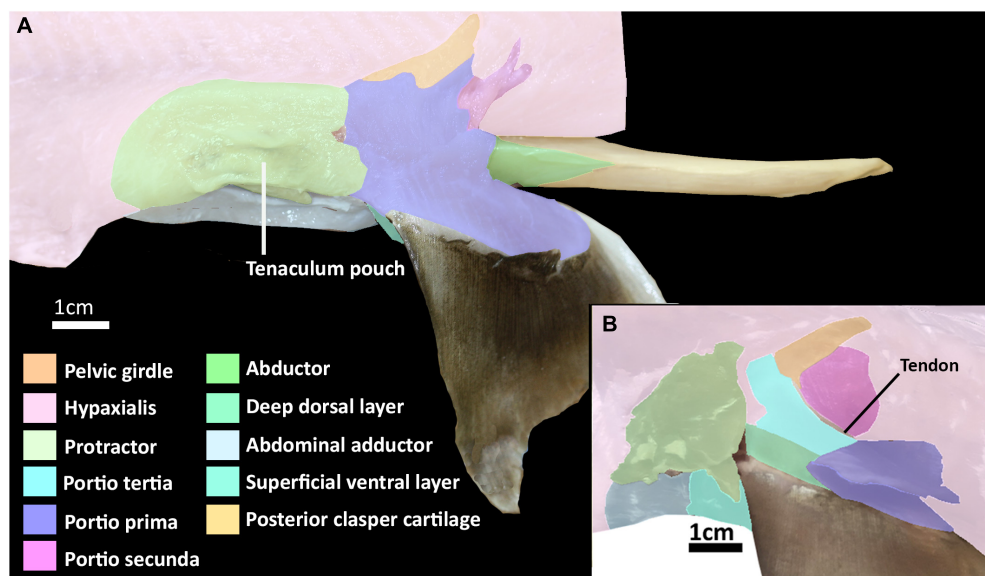 A
Tenaculum pouch
1cm
Pelvic girdle
Hypaxialis
Protractor
Portio tertia
Portio prima
Portio secunda
Abductor
Deep dorsal layer
Abdominal adductor
Superficial ventral layer
Posterior clasper cartilage
B
Tendon
1cm